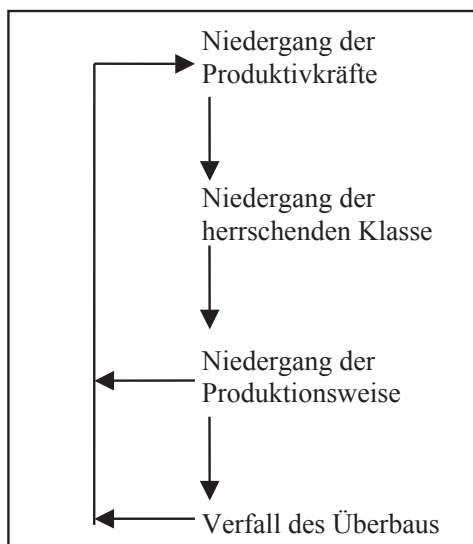 Niedergang der
Produktivkräfte
Niedergang der
herrschenden Klasse
Niedergang der
Produktionsweise
Verfall des Überbaus